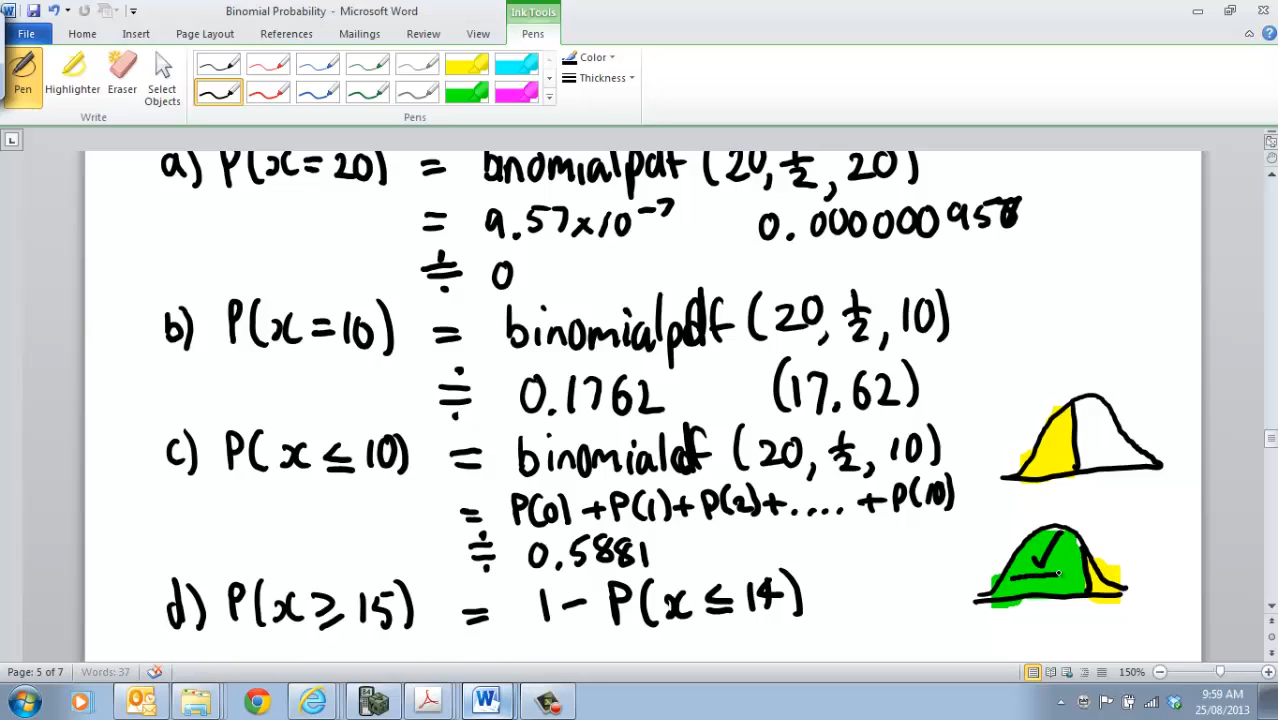 Binomial Probability - Microsoft Word
Ink Tools
File Home Insert Page Layout References Mailings Review View Pens
Pen Highlighter Eraser Select Objects
Color
Thickness
Write Pens
a) P(x=20) = binomialpdf (20, 1/2, 20)
= 9.57×10⁻⁷ 0.000000958
≑ 0
b) P(x=10) = binomialpdf (20, 1/2, 10)
≑ 0.1762 (17.62)
c) P(x≤10) = binomialcdf (20, 1/2, 10)
= P(0)+P(1)+P(2)+....+P(10)
≑ 0.5881
d) P(x≥15) = 1-P(x≤14)
Page: 5 of 7 Words: 37 150%
9:59 AM
25/08/2013